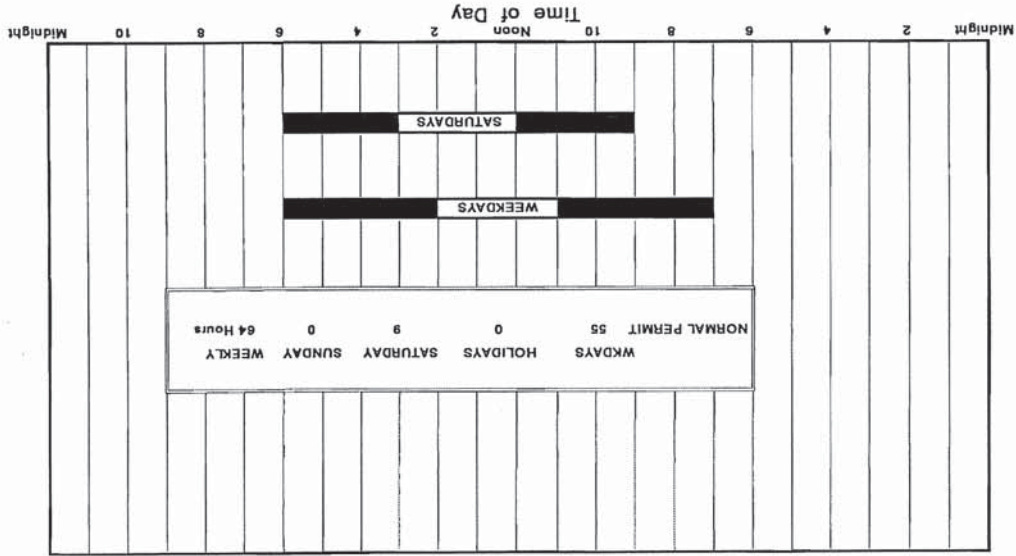 WKDAYS HOLIDAYS SATURDAY SUNDAY WEEKLY
NORMAL PERMIT 55 0 9 0 64 Hours
WEEKDAYS
SATURDAYS
Midnight 2 4 6 8 10 Noon 2 4 6 8 10 Midnight
Time of Day